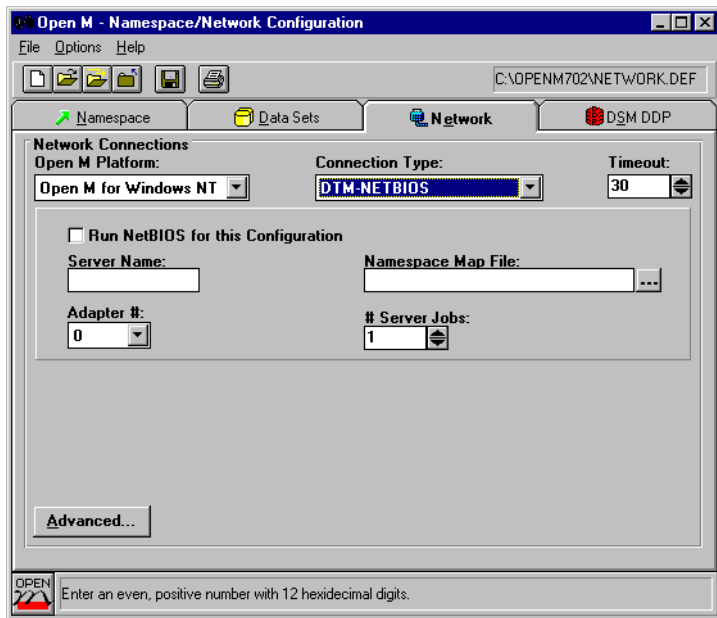 Open M - Namespace/Network Configuration
File Options Help
C:\OPENM702\NETWORK.DEF
Namespace Data Sets Network DSM DDP
Network Connections
Open M Platform: Connection Type: Timeout:
Open M for Windows NT DTM-NETBIOS 30
Run NetBIOS for this Configuration
Server Name: Namespace Map File:
...
Adapter #: # Server Jobs:
0 1
Advanced...
OPEN M
Enter an even, positive number with 12 hexidecimal digits.